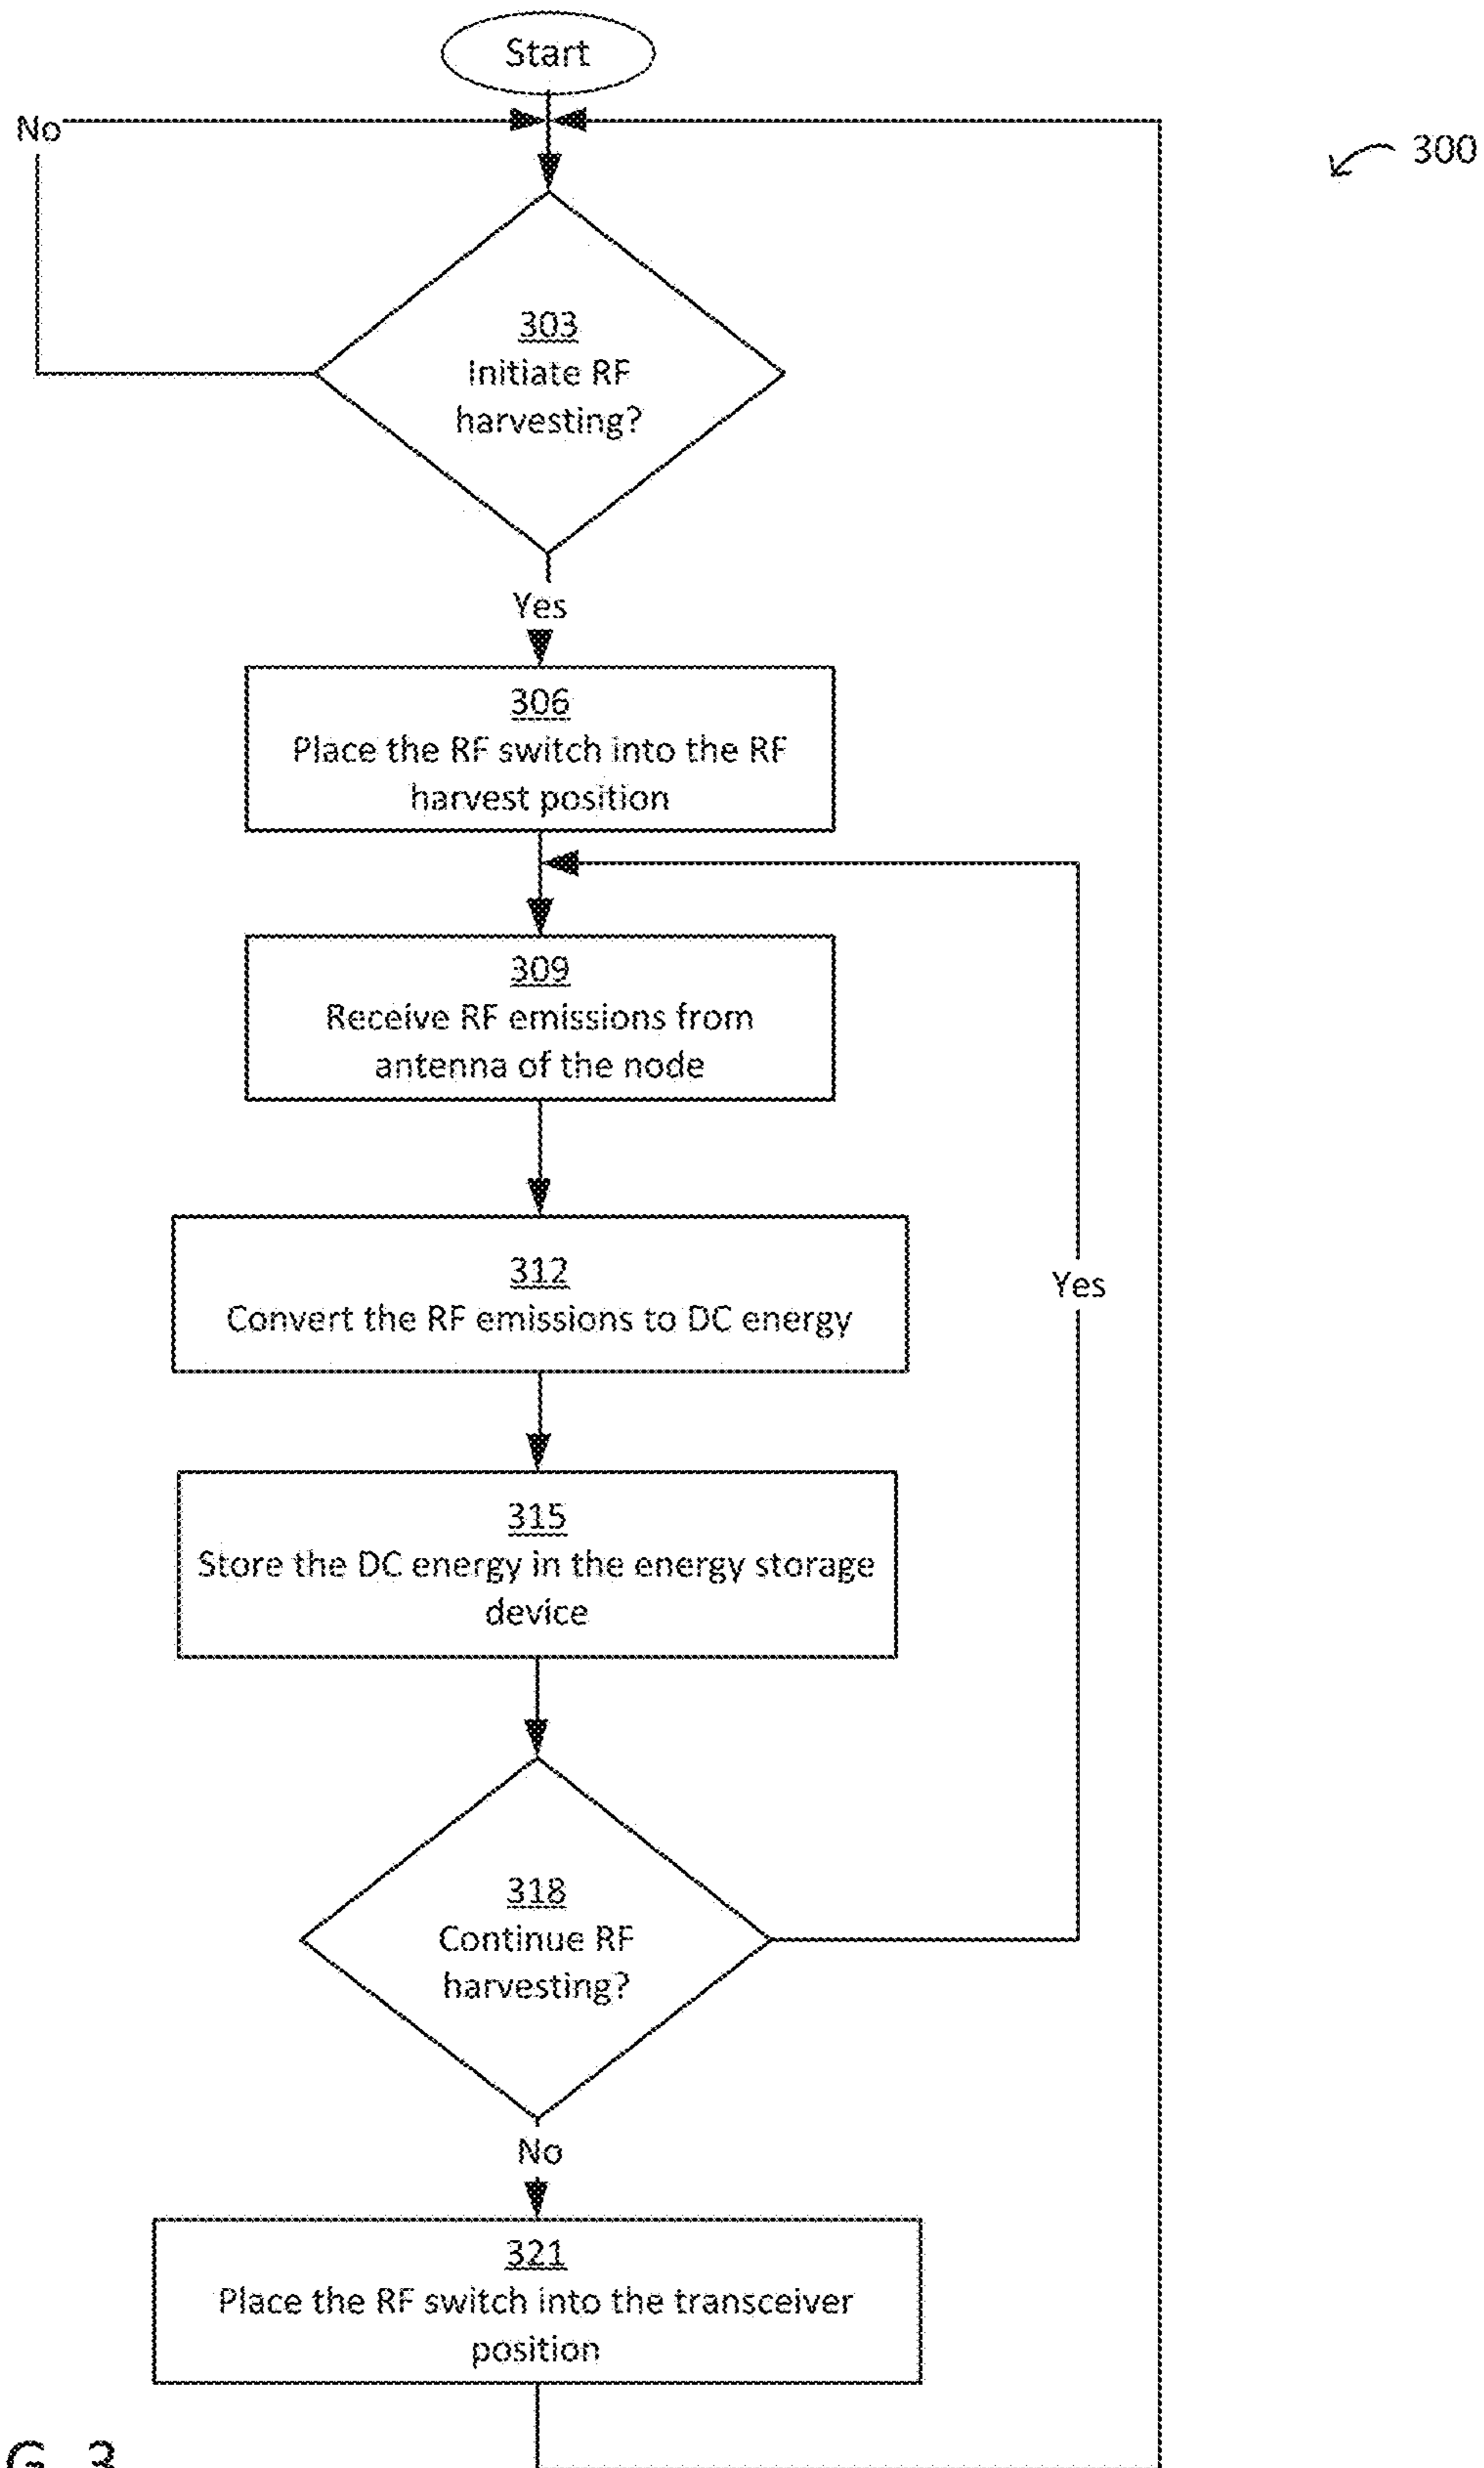 Start
No
300
303
Initiate RF
harvesting?
Yes
306
Place the RF switch into the RF
harvest position
309
Receive RF emissions from
antenna of the node
312
Convert the RF emissions to DC energy
Yes
315
Store the DC energy in the energy storage
device
318
Continue RF
harvesting?
No
321
Place the RF switch into the transceiver
position
G. 3